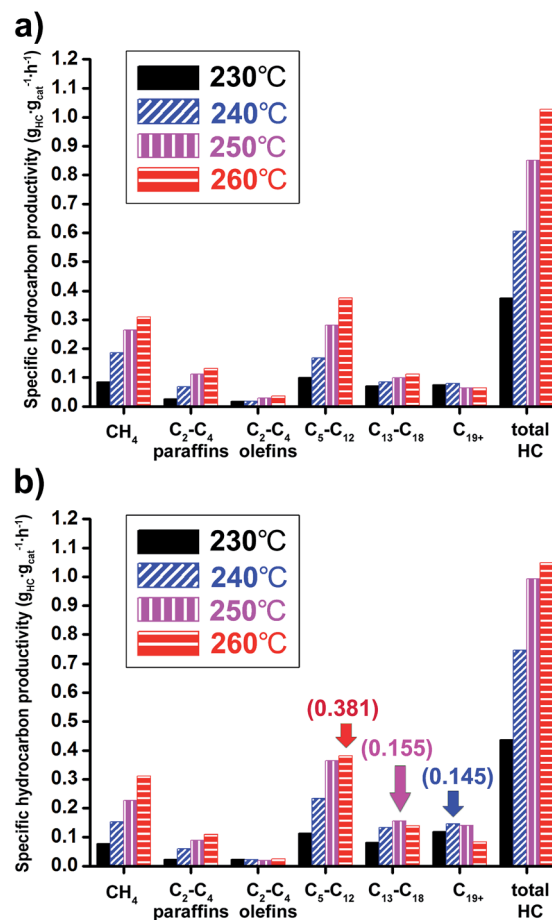 a)
Specific hydrocarbon productivity (g_HC·g_cat⁻¹·h⁻¹)
1.2
1.1
1.0
0.9
0.8
0.7
0.6
0.5
0.4
0.3
0.2
0.1
0.0
230℃
240℃
250℃
260℃
CH₄
C₂-C₄ paraffins
C₂-C₄ olefins
C₅-C₁₂
C₁₃-C₁₈
C₁₉₊
total HC
b)
Specific hydrocarbon productivity (g_HC·g_cat⁻¹·h⁻¹)
1.2
1.1
1.0
0.9
0.8
0.7
0.6
0.5
0.4
0.3
0.2
0.1
0.0
230℃
240℃
250℃
260℃
(0.381)
(0.155)
(0.145)
CH₄
C₂-C₄ paraffins
C₂-C₄ olefins
C₅-C₁₂
C₁₃-C₁₈
C₁₉₊
total HC